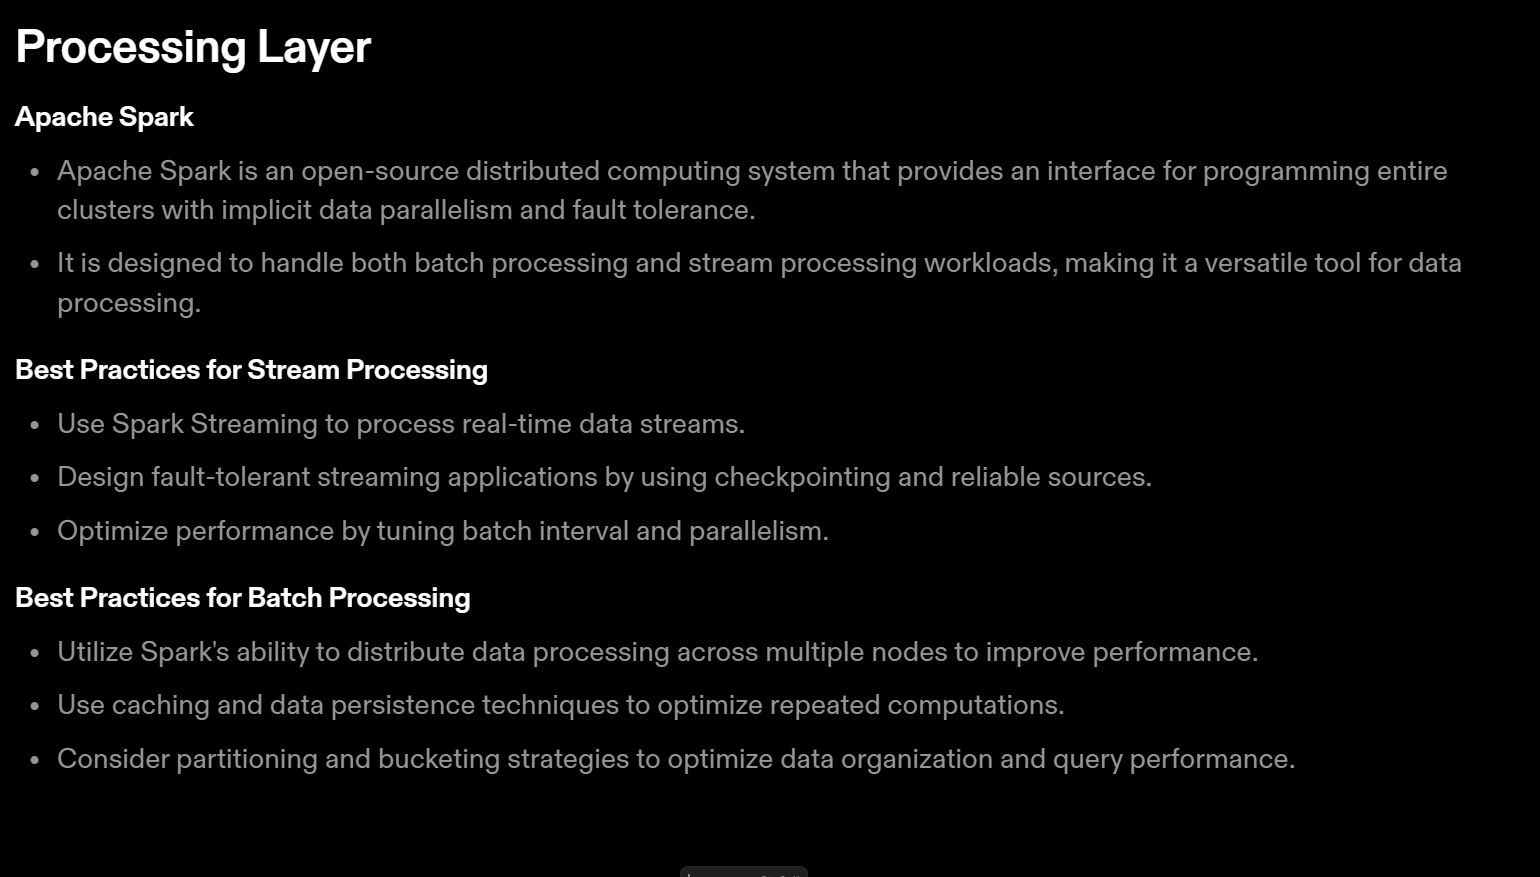 Processing Layer
Apache Spark
• Apache Spark is an open-source distributed computing system that provides an interface for programming entire
clusters with implicit data parallelism and fault tolerance.
• It is designed to handle both batch processing and stream processing workloads, making it a versatile tool for data
processing.
Best Practices for Stream Processing
• Use Spark Streaming to process real-time data streams.
• Design fault-tolerant streaming applications by using checkpointing and reliable sources.
• Optimize performance by tuning batch interval and parallelism.
Best Practices for Batch Processing
• Utilize Spark's ability to distribute data processing across multiple nodes to improve performance.
• Use caching and data persistence techniques to optimize repeated computations.
• Consider partitioning and bucketing strategies to optimize data organization and query performance.